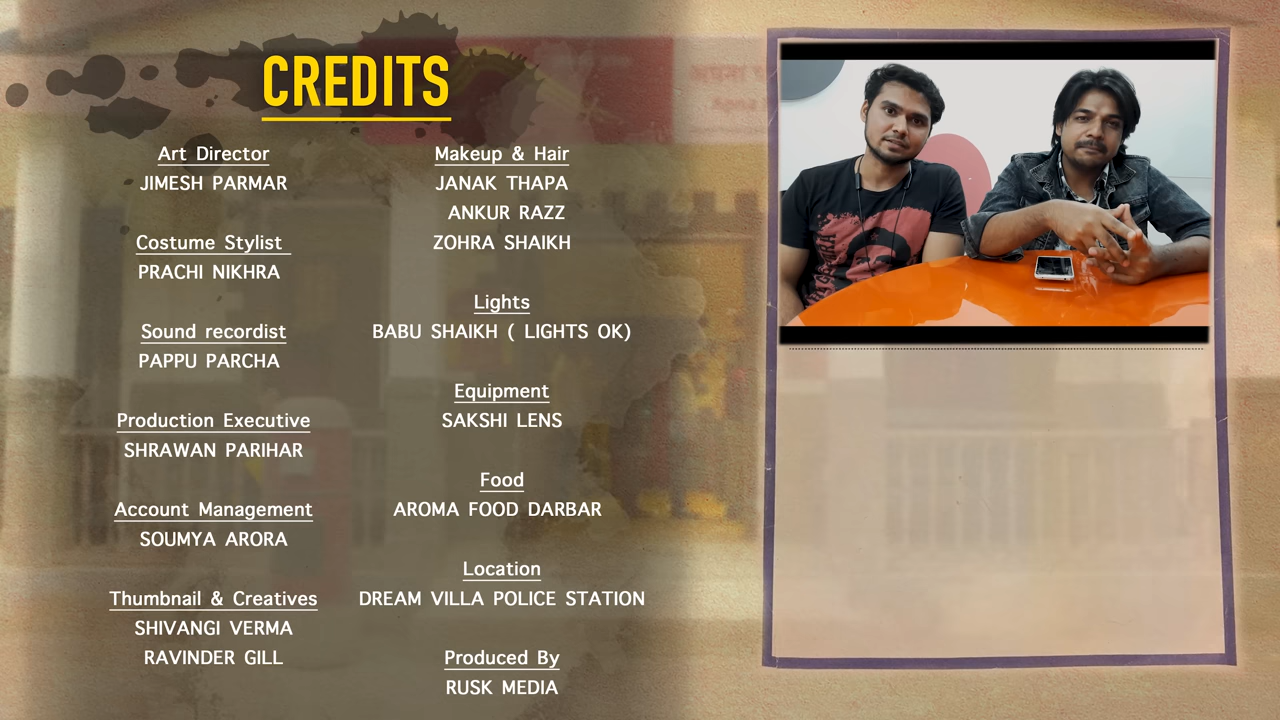 CREDITS
Art Director
JIMESH PARMAR
Costume Stylist
PRACHI NIKHRA
Sound recordist
PAPPU PARCHA
Production Executive
SHRAWAN PARIHAR
Account Management
SOUMYA ARORA
Thumbnail & Creatives
SHIVANGI VERMA
RAVINDER GILL
Makeup & Hair
JANAK THAPA
ANKUR RAZZ
ZOHRA SHAIKH
Lights
BABU SHAIKH ( LIGHTS OK)
Equipment
SAKSHI LENS
Food
AROMA FOOD DARBAR
Location
DREAM VILLA POLICE STATION
Produced By
RUSK MEDIA